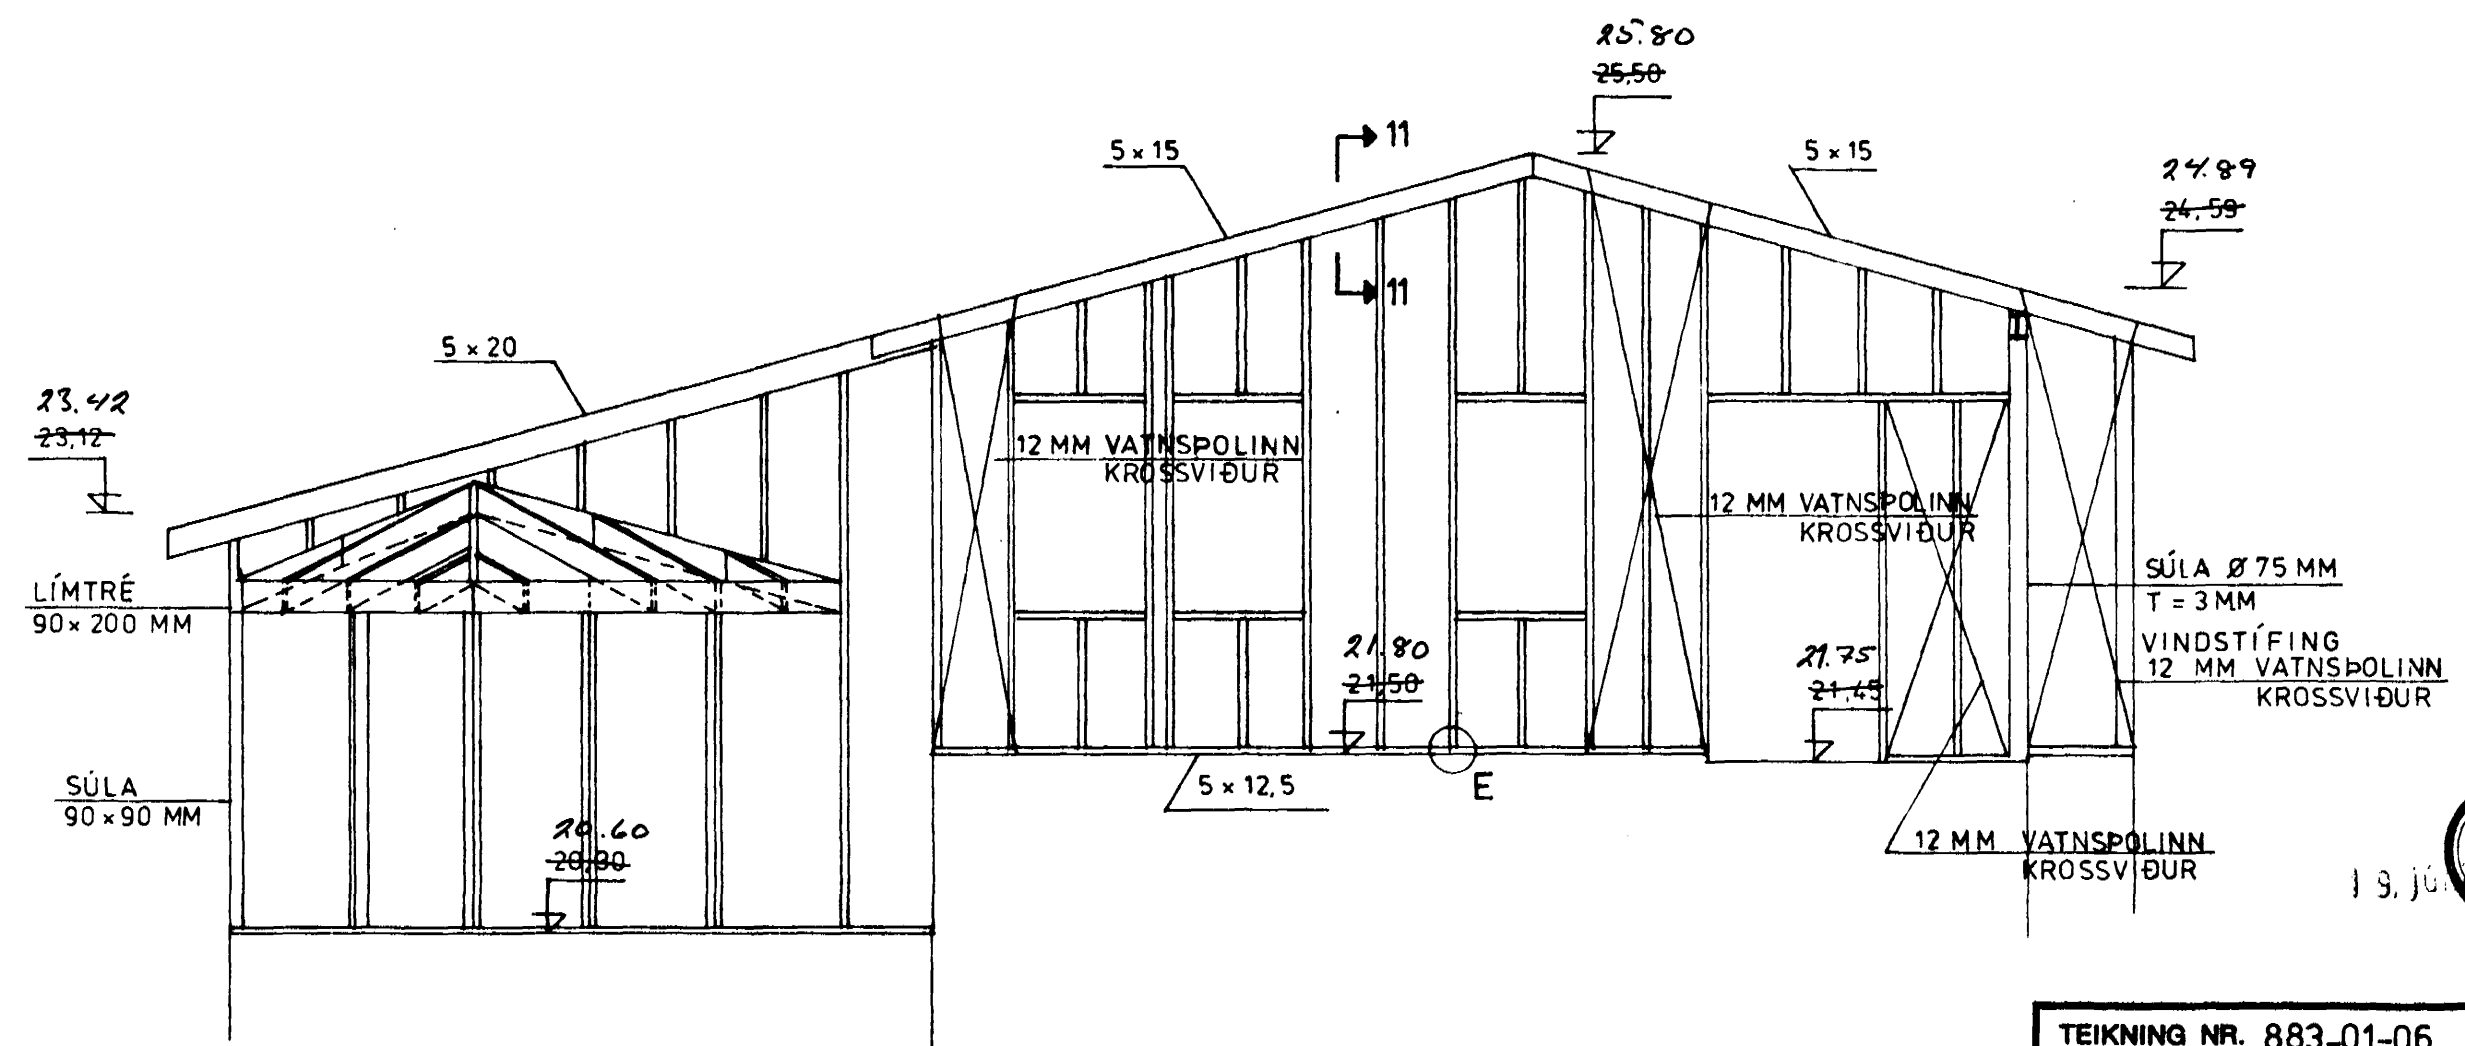 25.80
25,50
11
5 × 15
5 × 15
24.89
24,59
11
5 × 20
23.42
23,12
12 MM VATNSÞOLINN
KROSSVIÐUR
12 MM VATNSÞOLINN
KROSSVIÐUR
LÍMTRÉ
90 × 200 MM
SÚLA Ø 75 MM
T = 3 MM
VINDSTÍFING
12 MM VATNSÞOLINN
KROSSVIÐUR
21.80
21,50
21.75
21,45
SÚLA
90 × 90 MM
5 × 12,5
E
20.60
20,30
12 MM VATNSÞOLINN
KROSSVIÐUR
19. jú
TEIKNING NR. 883-01-06